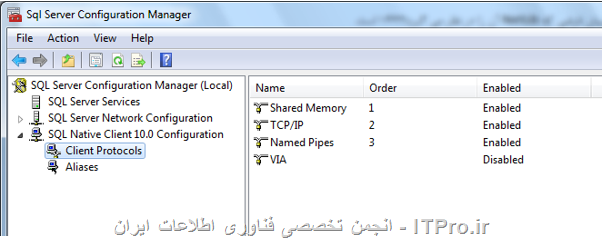 Sql Server Configuration Manager
File Action View Help
SQL Server Configuration Manager (Local)
SQL Server Services
SQL Server Network Configuration
SQL Native Client 10.0 Configuration
Client Protocols
Aliases
Name Order Enabled
Shared Memory 1 Enabled
TCP/IP 2 Enabled
Named Pipes 3 Enabled
VIA Disabled
ITPro.ir - انجمن تخصصی فناوری اطلاعات ایران